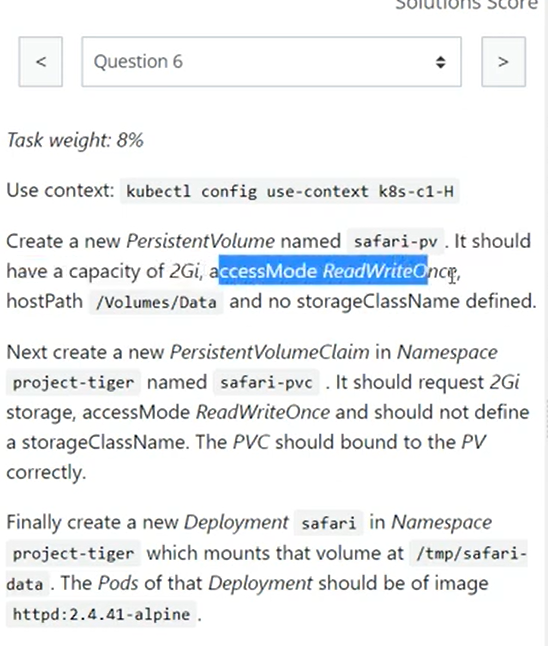 Solutions Score
<
Question 6
>
Task weight: 8%
Use context: kubectl config use-context k8s-c1-H
Create a new PersistentVolume named safari-pv . It should
have a capacity of 2Gi, accessMode ReadWriteOnce,
hostPath /Volumes/Data and no storageClassName defined.
Next create a new PersistentVolumeClaim in Namespace
project-tiger named safari-pvc . It should request 2Gi
storage, accessMode ReadWriteOnce and should not define
a storageClassName. The PVC should bound to the PV
correctly.
Finally create a new Deployment safari in Namespace
project-tiger which mounts that volume at /tmp/safari-
data . The Pods of that Deployment should be of image
httpd:2.4.41-alpine .